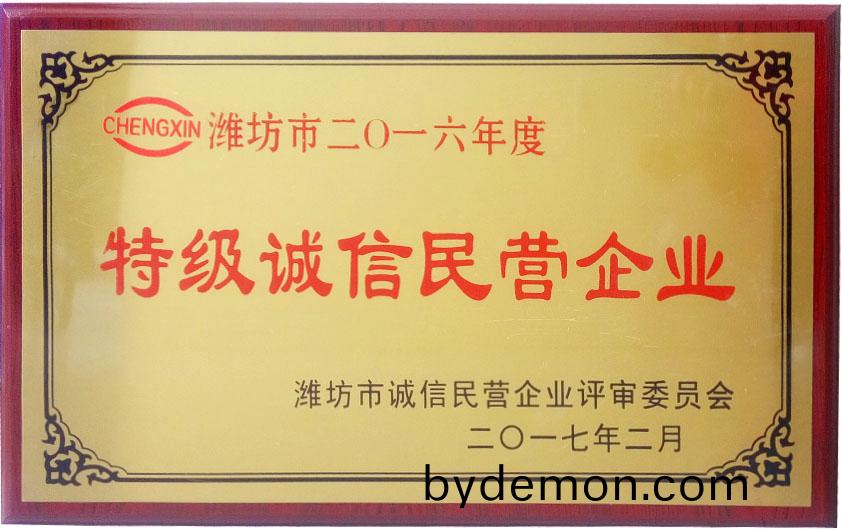 CHENGXIN 潍坊市二〇一六年度
特级诚信民营企业
潍坊市诚信民营企业评审委员会
二〇一七年二月
bydemon.com